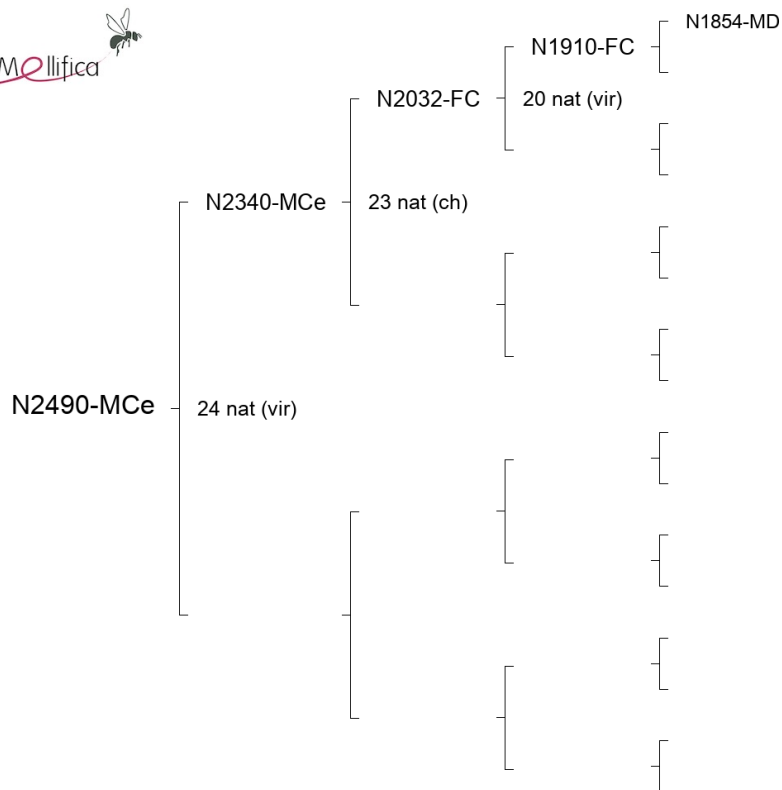 Mellifica
N1854-MD
N1910-FC
N2032-FC
20 nat (vir)
N2340-MCe
23 nat (ch)
N2490-MCe
24 nat (vir)